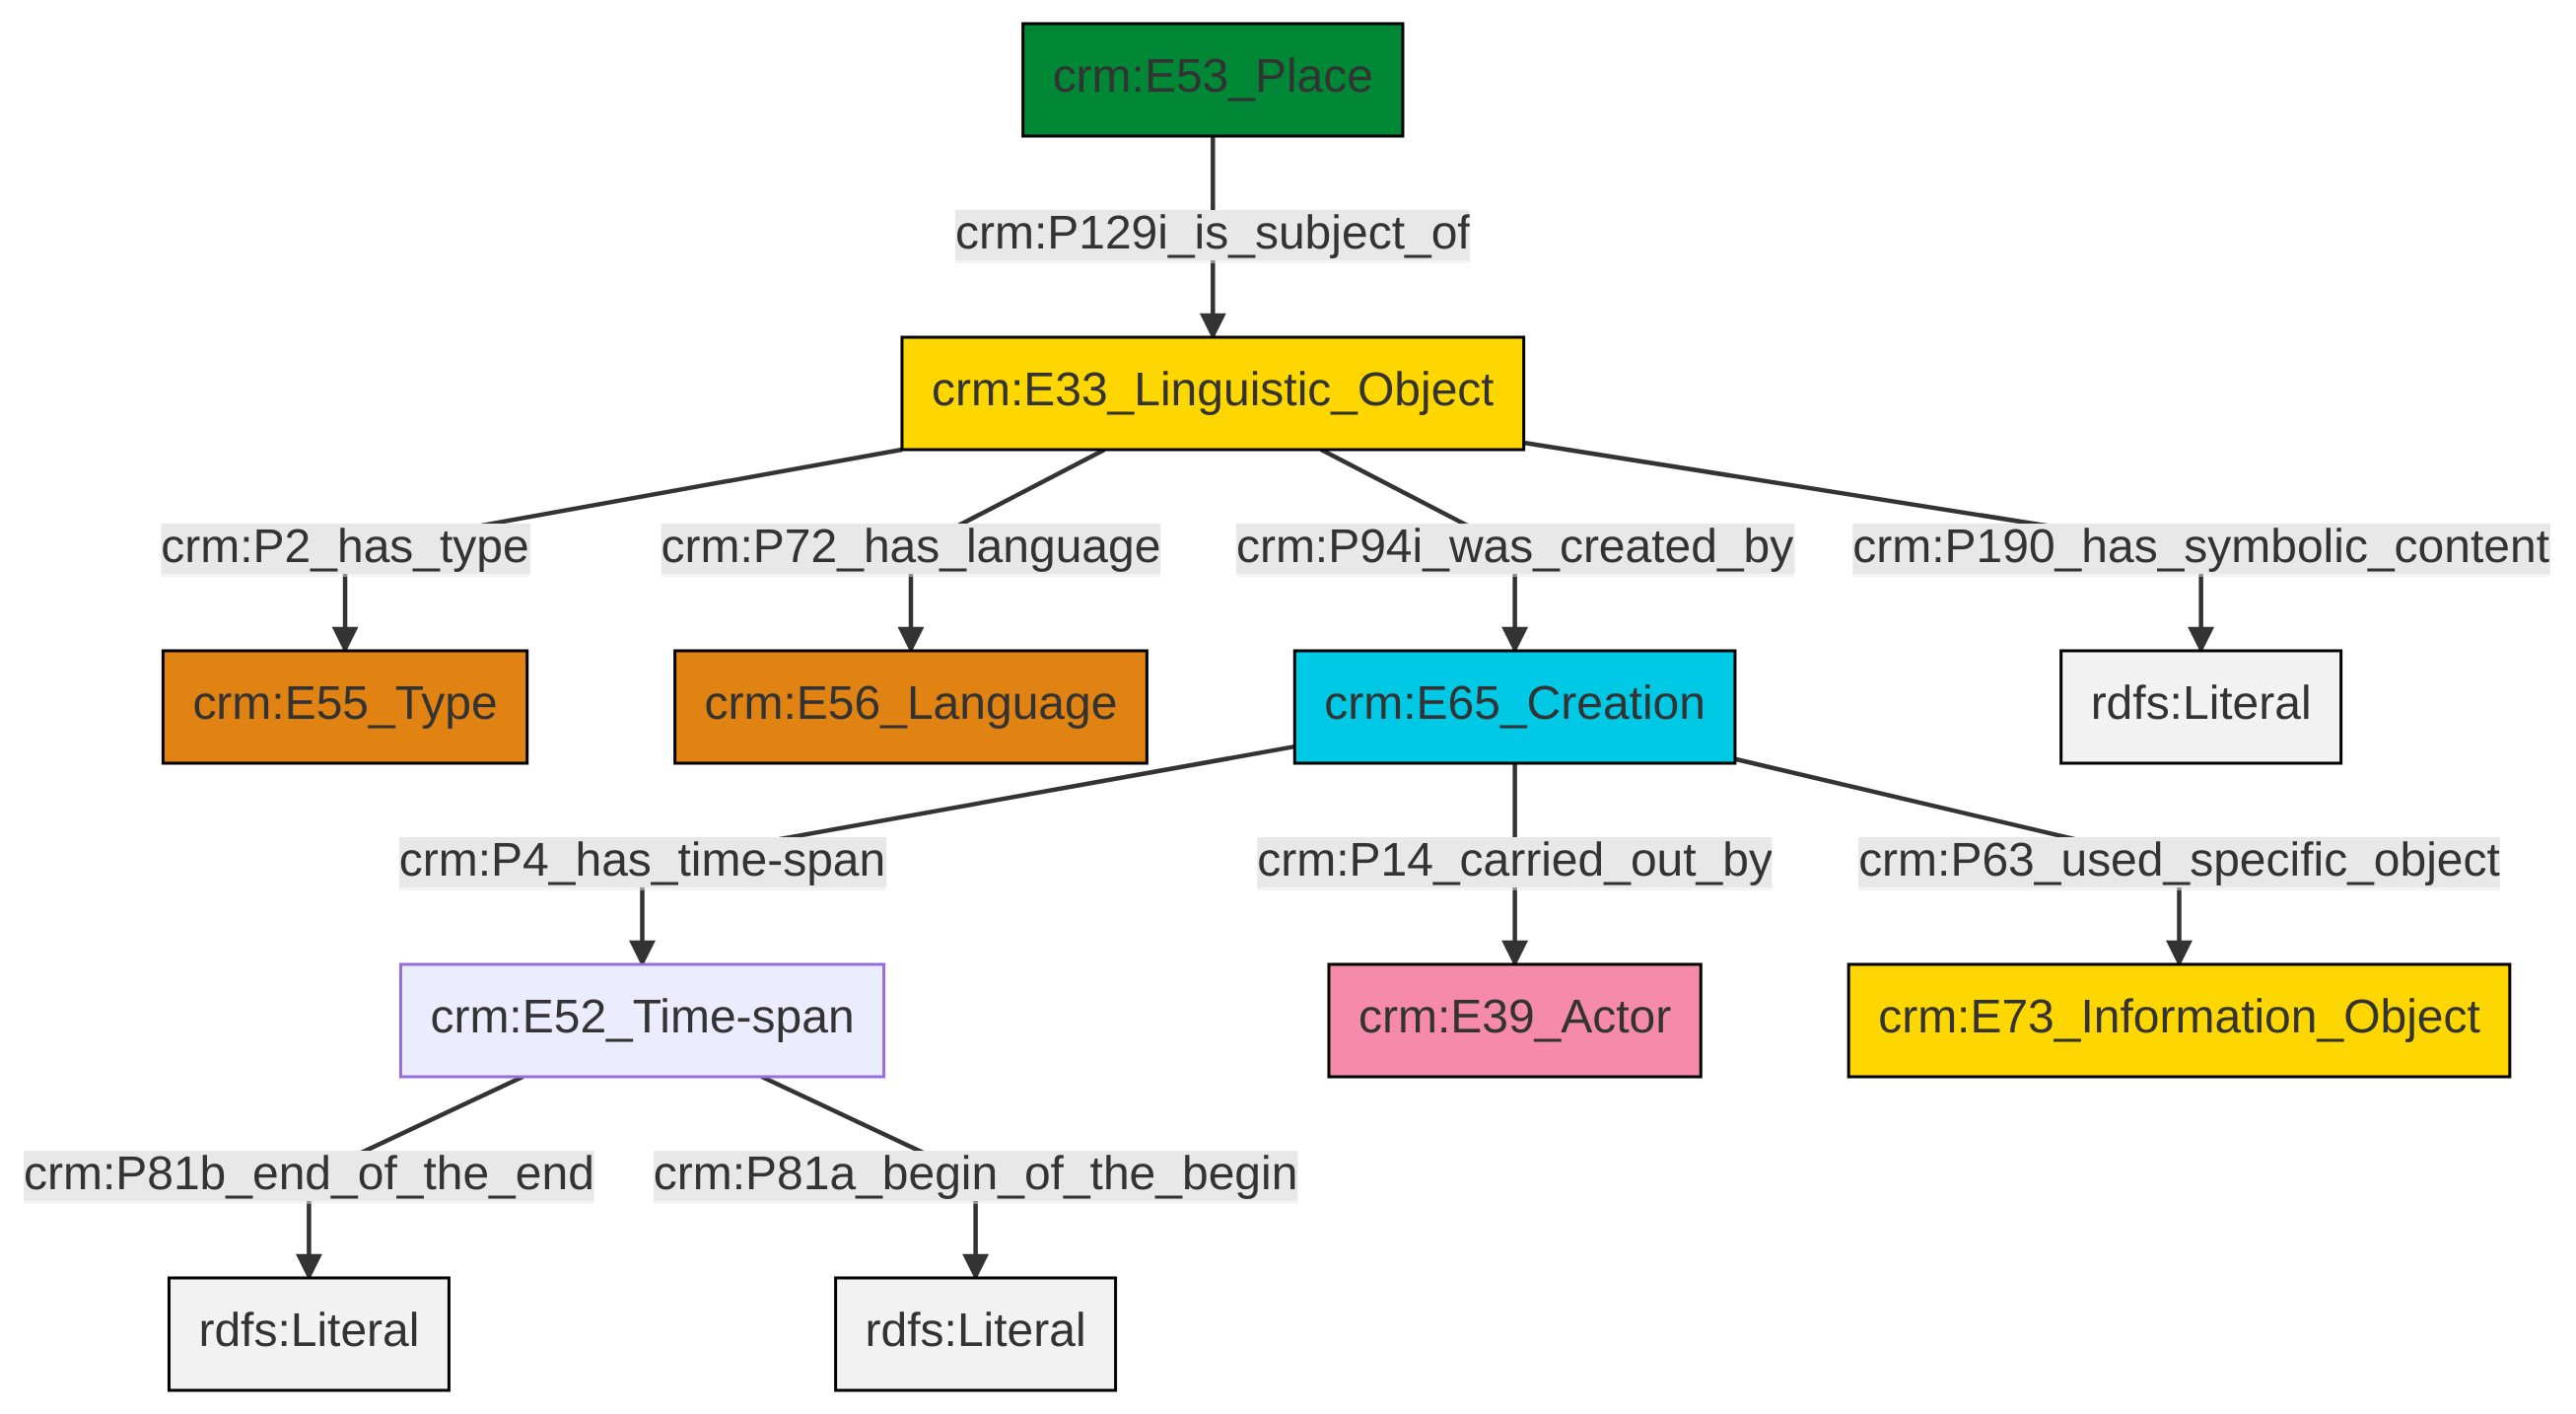 crm:E53_Place
crm:P129i_is_subject_of
crm:E33_Linguistic_Object
crm:P2_has_type
crm:P72_has_language
crm:P94i_was_created_by
crm:P190_has_symbolic_content
crm:E55_Type
crm:E56_Language
crm:E65_Creation
rdfs:Literal
crm:P4_has_time-span
crm:P14_carried_out_by
crm:P63_used_specific_object
crm:E52_Time-span
crm:E39_Actor
crm:E73_Information_Object
crm:P81b_end_of_the_end
crm:P81a_begin_of_the_begin
rdfs:Literal
rdfs:Literal